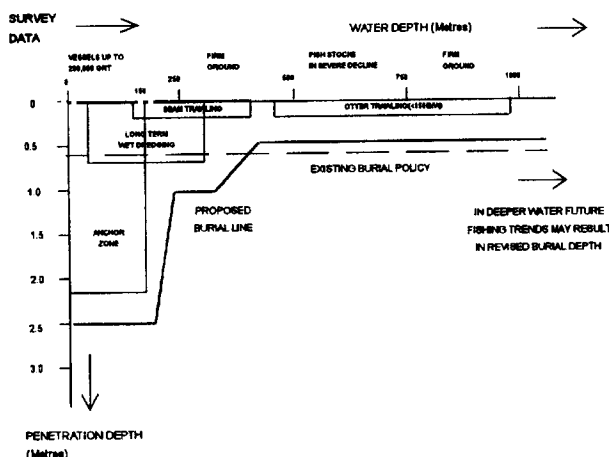 SURVEY
DATA
WATER DEPTH (Metres)
VESSELS UP TO
250,000 GRT
FIRM
GROUND
FISH STOCKS
IN SEVERE DECLINE
FIRM
GROUND
0 150 250 500 750 1000
0
BEAM TRAWLING
OTTER TRAWLING
LONG TERM
WET DREDGING
0.5
EXISTING BURIAL POLICY
1.0
PROPOSED
BURIAL LINE
IN DEEPER WATER FUTURE
FISHING TRENDS MAY RESULT
IN REVISED BURIAL DEPTH
ANCHOR
ZONE
1.5
2.0
2.5
3.0
PENETRATION DEPTH
(Metres)